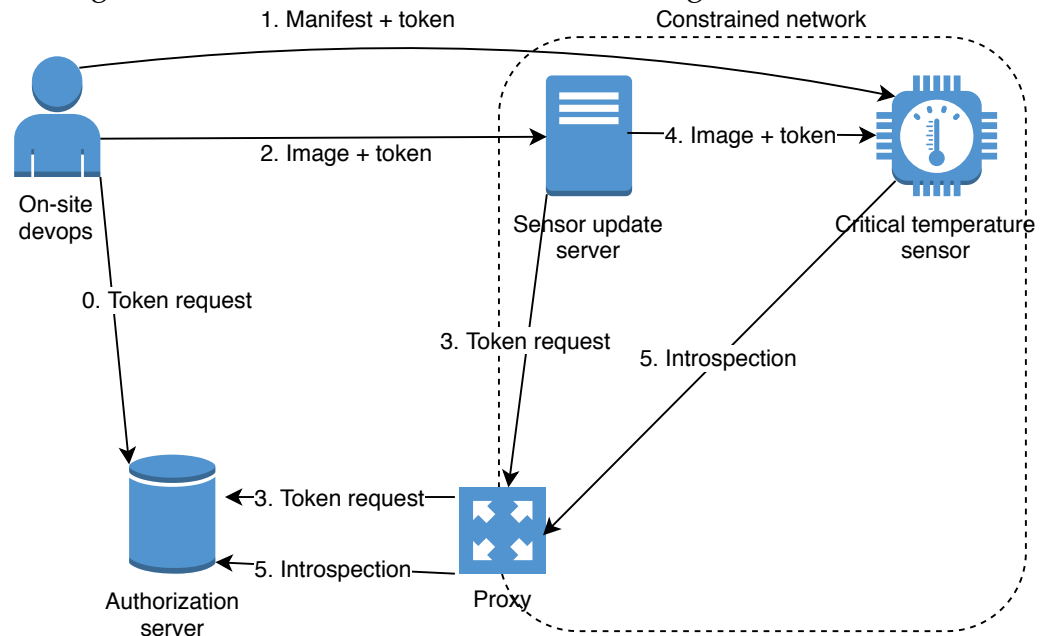 1. Manifest + token
Constrained network
2. Image + token
4. Image + token
On-site
devops
Sensor update
server
Critical temperature
sensor
0. Token request
3. Token request
5. Introspection
3. Token request
5. Introspection
Authorization
server
Proxy